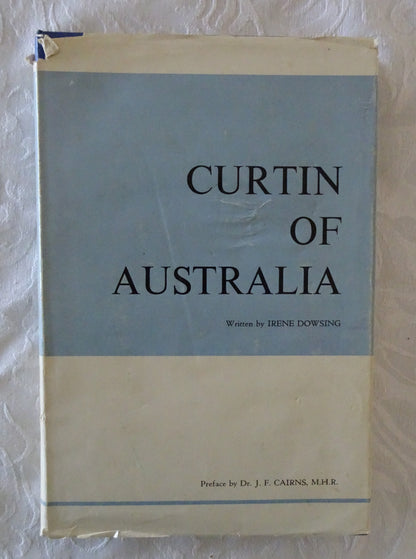 CURTIN
OF
AUSTRALIA
Written by IRENE DOWSING
Preface by Dr. J. F. CAIRNS, M.H.R.